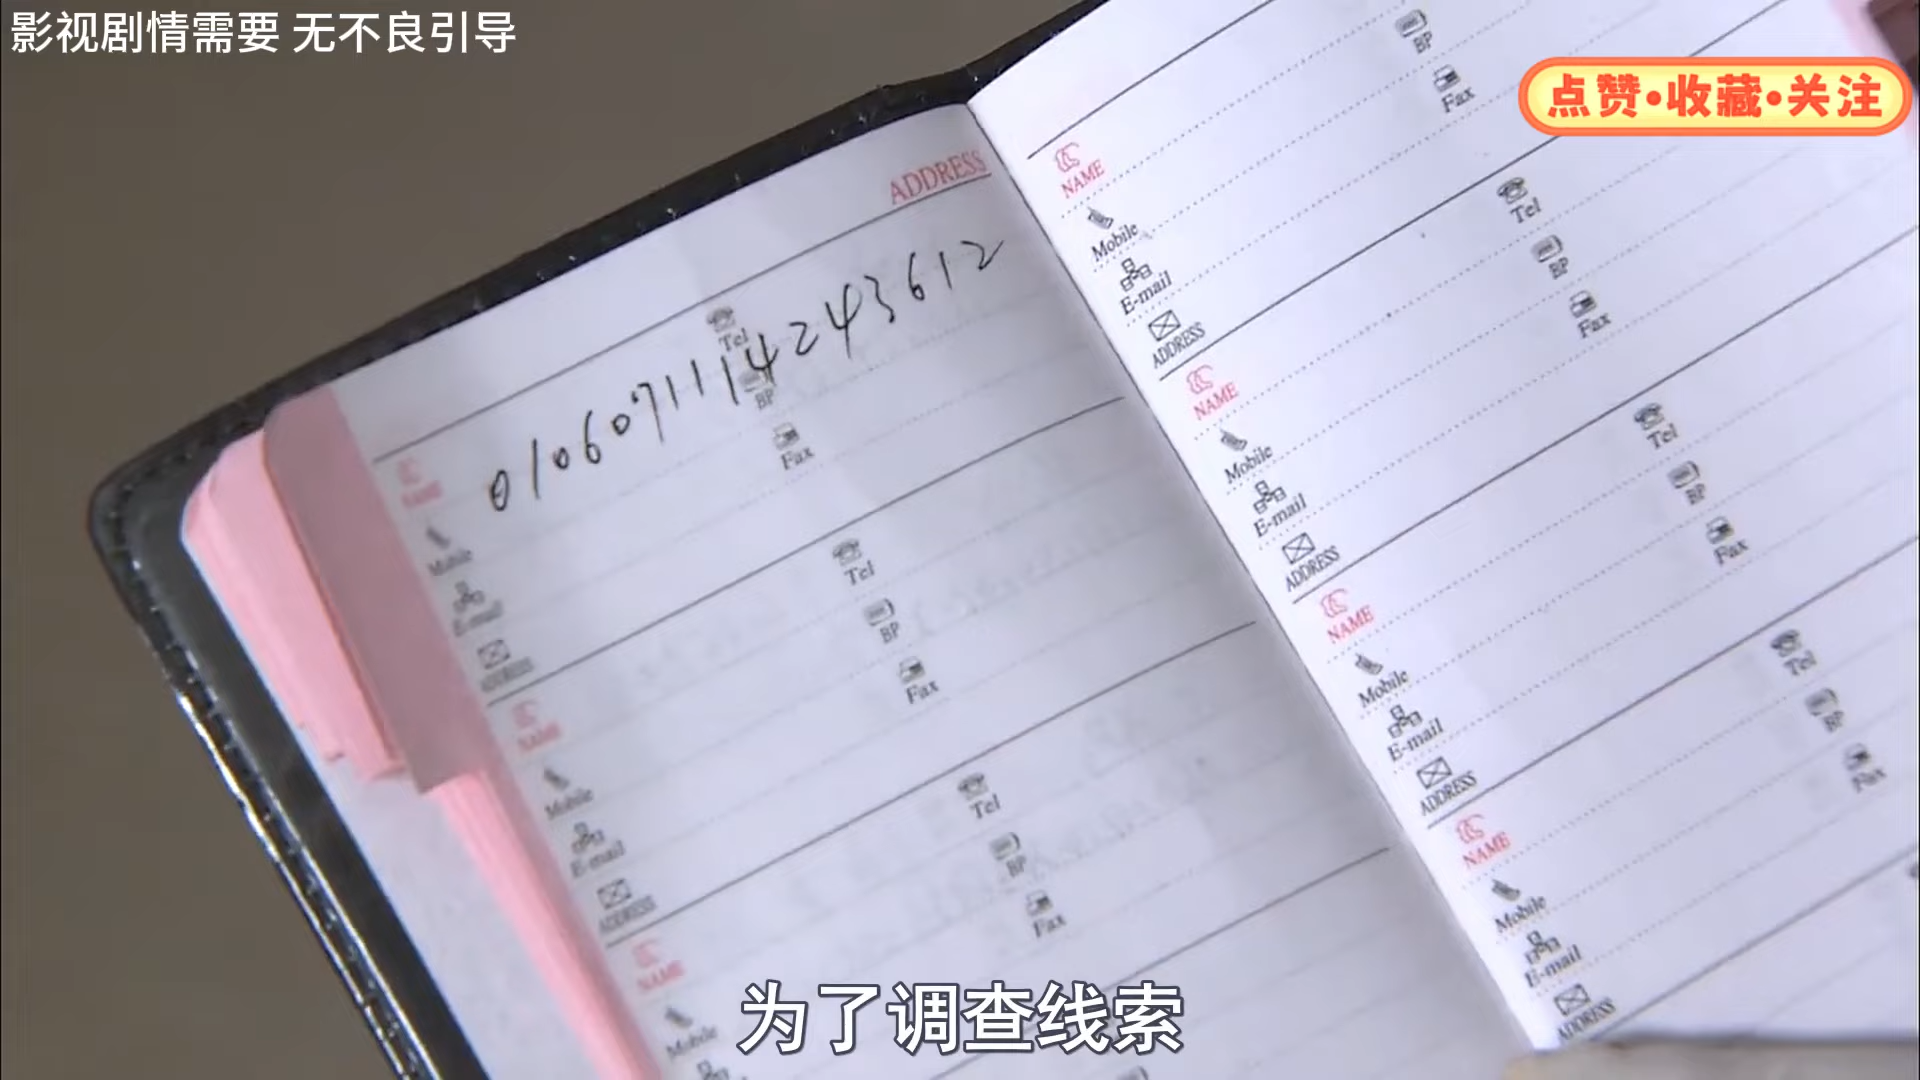 影视剧情需要 无不良引导
点赞·收藏·关注
ADDRESS
0106071114243612
Tel
BP
Fax
NAME
Mobile
E-mail
ADDRESS
Tel
BP
Fax
NAME
Mobile
E-mail
ADDRESS
Tel
BP
Fax
NAME
Mobile
BP
Fax
NAME
Mobile
E-mail
ADDRESS
Tel
BP
Fax
NAME
Mobile
E-mail
ADDRESS
Tel
BP
Fax
NAME
Mobile
E-mail
ADDRESS
Tel
BP
Fax
NAME
Mobile
E-mail
ADDRESS
为了调查线索